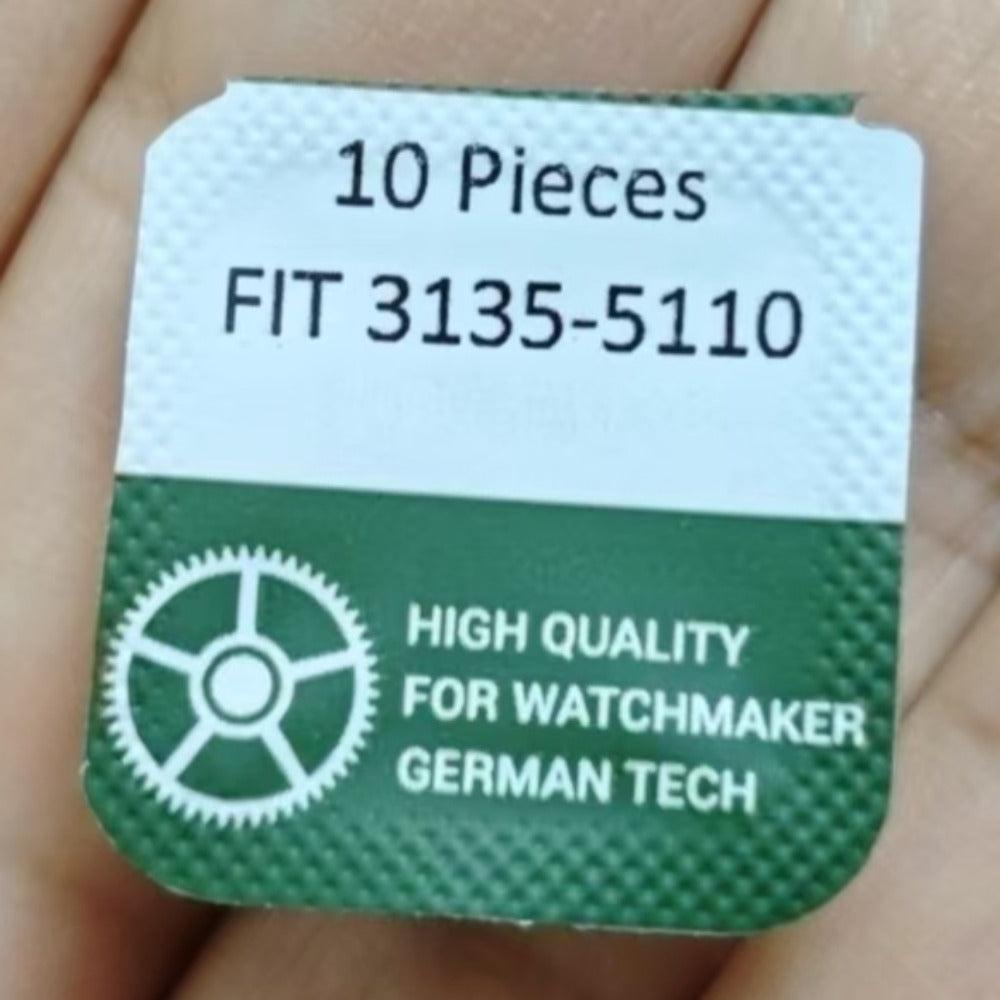 10 Pieces
FIT 3135-5110
HIGH QUALITY
FOR WATCHMAKER
GERMAN TECH